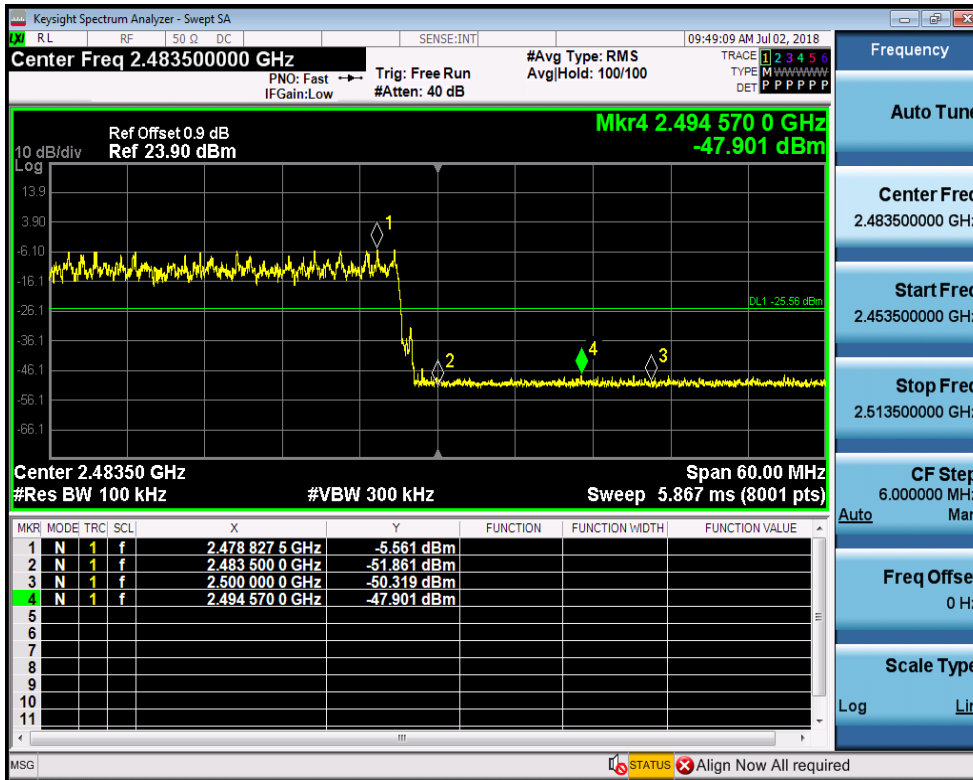 Keysight Spectrum Analyzer - Swept SA
LXI RL RF 50 Ω DC SENSE:INT 09:49:09 AM Jul 02, 2018
Center Freq 2.483500000 GHz
PNO: Fast
IFGain:Low
Trig: Free Run
#Atten: 40 dB
#Avg Type: RMS
Avg|Hold: 100/100
TRACE 1 2 3 4 5 6
TYPE M W W W W W
DET P P P P P P
Mkr4 2.494 570 0 GHz
-47.901 dBm
Ref Offset 0.9 dB
10 dB/div Ref 23.90 dBm
Log
13.9
3.90
-6.10
-16.1
-26.1
-36.1
-46.1
-56.1
-66.1
1
DL1 -25.56 dBm
2
4
3
Center 2.48350 GHz Span 60.00 MHz
#Res BW 100 kHz #VBW 300 kHz Sweep 5.867 ms (8001 pts)
MKR MODE TRC SCL X Y FUNCTION FUNCTION WIDTH FUNCTION VALUE
1 N 1 f 2.478 827 5 GHz -5.561 dBm
2 N 1 f 2.483 500 0 GHz -51.861 dBm
3 N 1 f 2.500 000 0 GHz -50.319 dBm
4 N 1 f 2.494 570 0 GHz -47.901 dBm
5
6
7
8
9
10
11
MSG STATUS Align Now All required
Frequency
Auto Tune
Center Freq
2.483500000 GHz
Start Freq
2.453500000 GHz
Stop Freq
2.513500000 GHz
CF Step
6.000000 MHz
Auto Man
Freq Offset
0 Hz
Scale Type
Log Lin